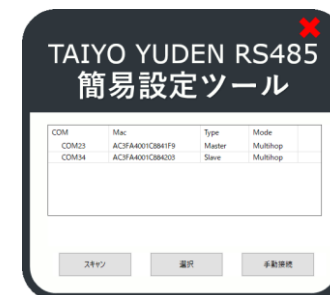 TAIYO YUDEN RS485
簡易設定ツール
COM Mac Type Mode
COM23 AC3FA4001C8841F9 Master Multihop
COM34 AC3FA4001C884203 Slave Multihop
スキャン 選択 手動接続